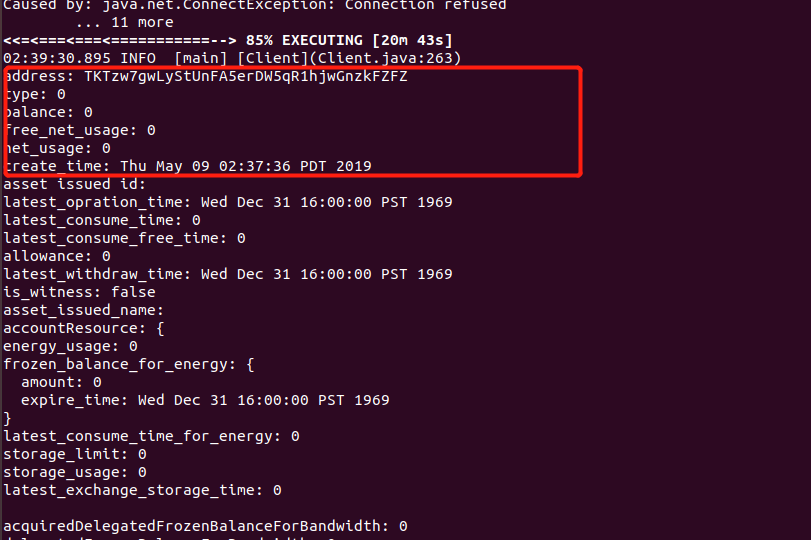 Caused by: java.net.ConnectException: Connection refused
... 11 more
<<=<===<===<===========--> 85% EXECUTING [20m 43s]
02:39:30.895 INFO [main] [Client](Client.java:263)
address: TKTzw7gwLyStUnFA5erDW5qR1hjwGnzkFZFZ
type: 0
balance: 0
free_net_usage: 0
net_usage: 0
create_time: Thu May 09 02:37:36 PDT 2019
asset issued id:
latest_opration_time: Wed Dec 31 16:00:00 PST 1969
latest_consume_time: 0
latest_consume_free_time: 0
allowance: 0
latest_withdraw_time: Wed Dec 31 16:00:00 PST 1969
is_witness: false
asset_issued_name:
accountResource: {
energy_usage: 0
frozen_balance_for_energy: {
amount: 0
expire_time: Wed Dec 31 16:00:00 PST 1969
}
latest_consume_time_for_energy: 0
storage_limit: 0
storage_usage: 0
latest_exchange_storage_time: 0
acquiredDelegatedFrozenBalanceForBandwidth: 0